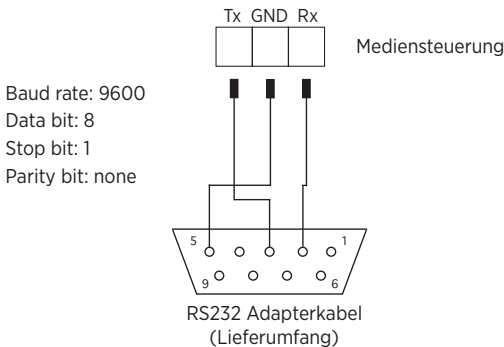 Tx GND Rx
Mediensteuerung
Baud rate: 9600
Data bit: 8
Stop bit: 1
Parity bit: none
5
1
9
6
RS232 Adapterkabel
(Lieferumfang)